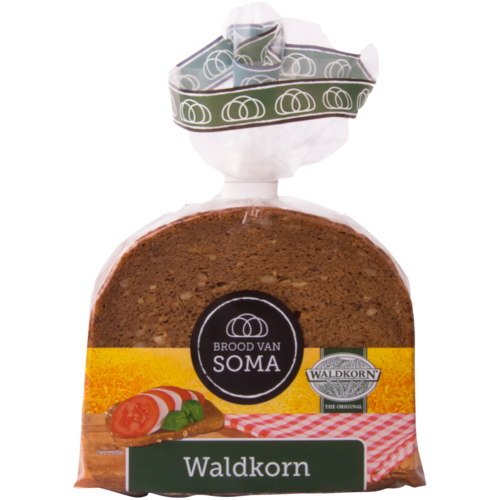 BROOD VAN
SOMA
WALDKORN
THE ORIGINAL
Waldkorn